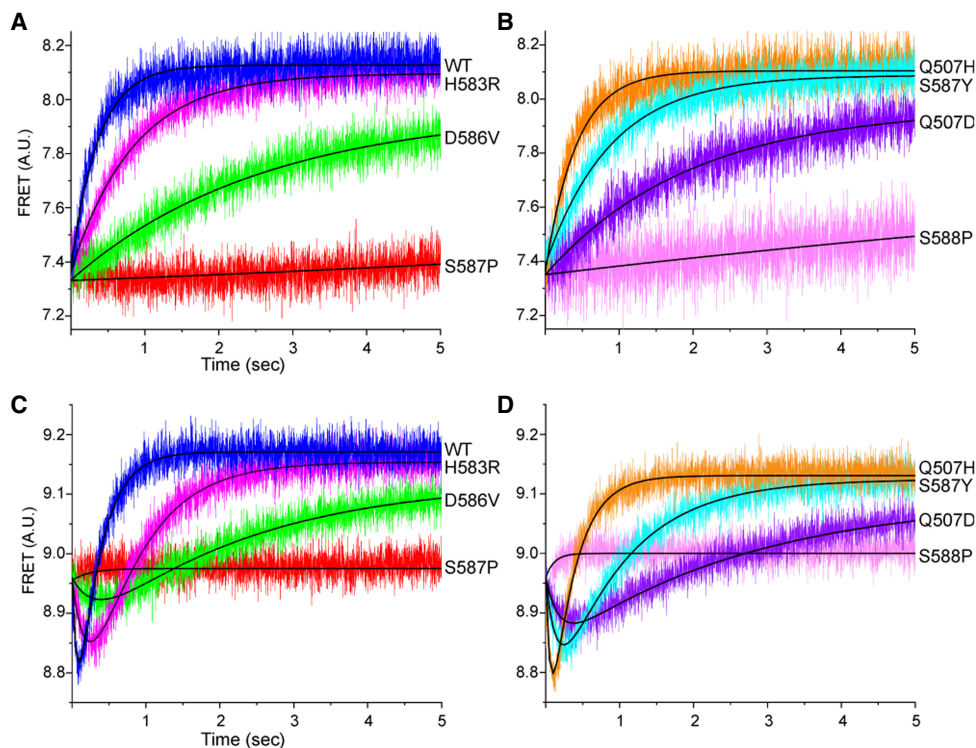 A
FRET (A.U.)
8.2
8.0
7.8
7.6
7.4
7.2
1
2
3
4
5
Time (sec)
WT
H583R
D586V
S587P
B
8.2
8.0
7.8
7.6
7.4
7.2
1
2
3
4
5
Q507H
S587Y
Q507D
S588P
C
FRET (A.U.)
9.2
9.1
9.0
8.9
8.8
1
2
3
4
5
Time (sec)
WT
H583R
D586V
S587P
D
9.2
9.1
9.0
8.9
8.8
1
2
3
4
5
Q507H
S587Y
Q507D
S588P